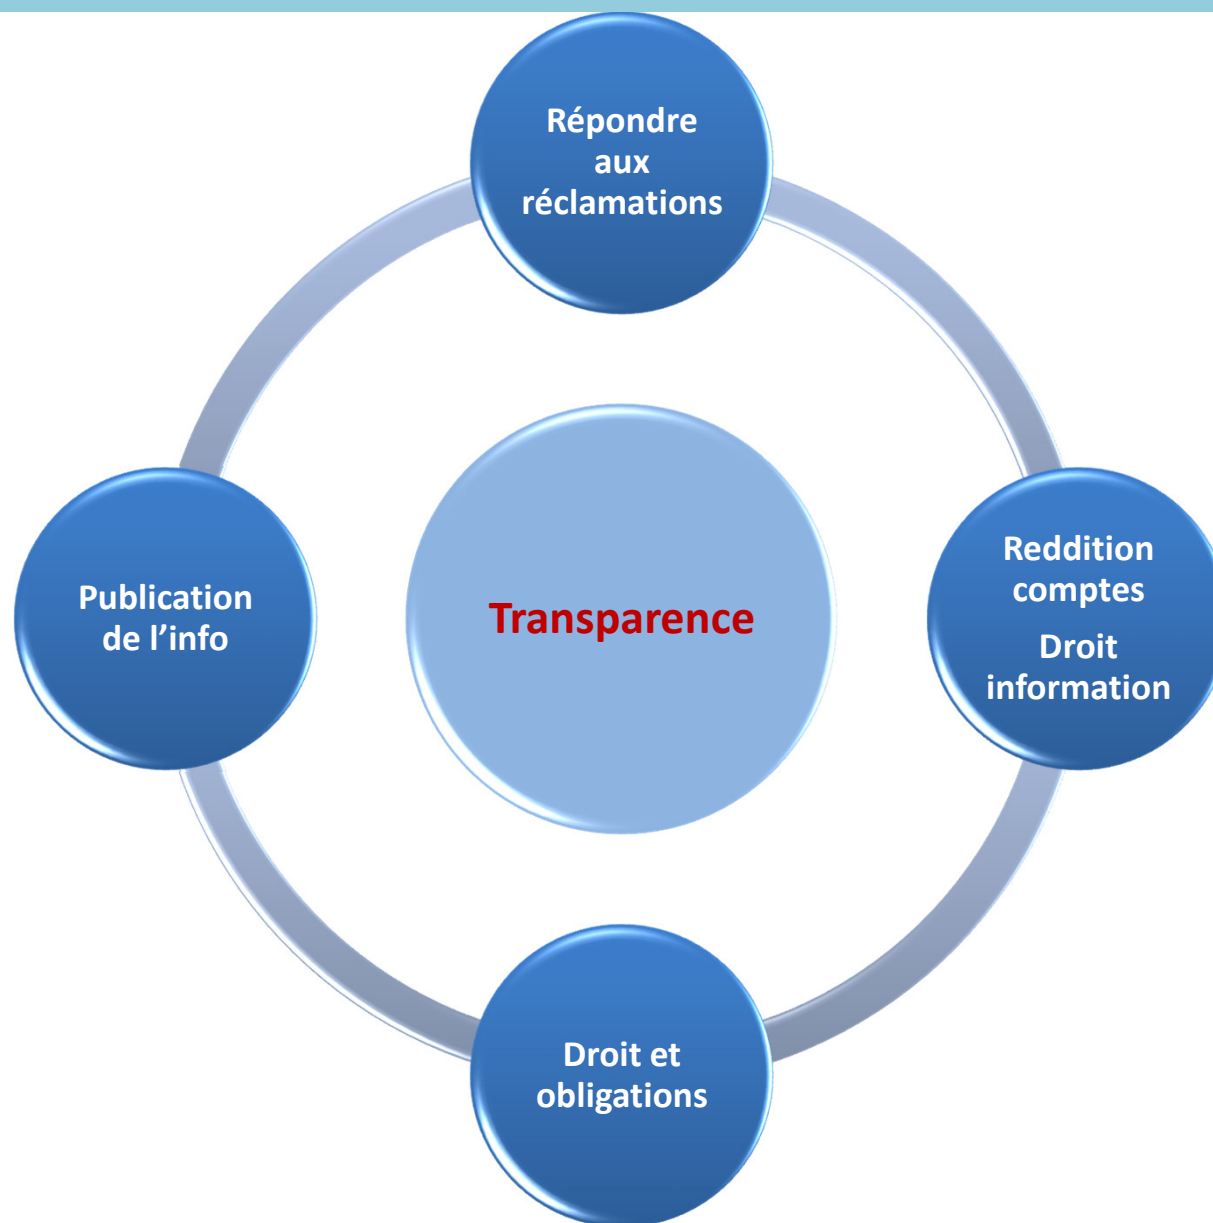 Répondre
aux
réclamations
Reddition
comptes
Droit
information
Publication
de l’info
Transparence
Droit et
obligations